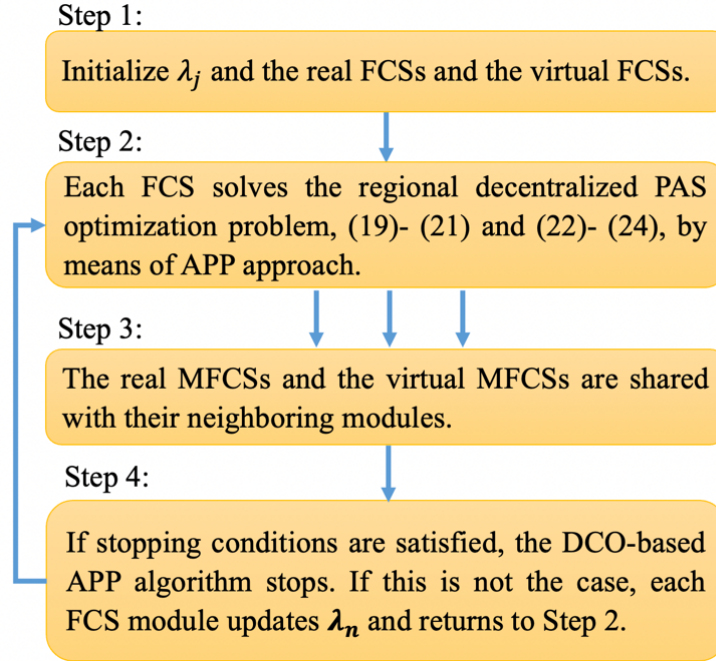 Step 1:
Initialize λⱼ and the real FCSs and the virtual FCSs.
Step 2:
Each FCS solves the regional decentralized PAS
optimization problem, (19)- (21) and (22)- (24), by
means of APP approach.
Step 3:
The real MFCSs and the virtual MFCSs are shared
with their neighboring modules.
Step 4:
If stopping conditions are satisfied, the DCO-based
APP algorithm stops. If this is not the case, each
FCS module updates λₙ and returns to Step 2.